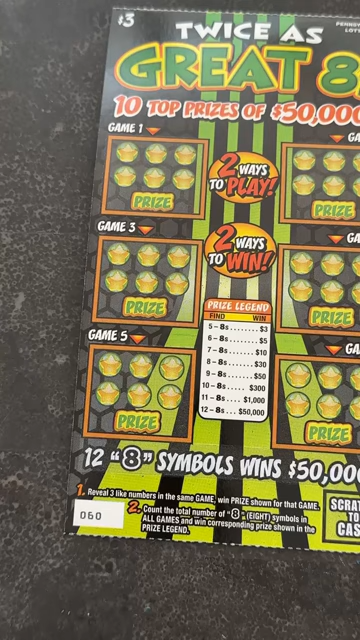 $3
TWICE AS
GREAT 8
10 TOP PRIZES OF $50,000
GAME 1
2 WAYS TO PLAY!
PRIZE
PRIZE
GAME 3
2 WAYS TO WIN!
PRIZE
PRIZE
PRIZE LEGEND
FIND WIN
5 – 8s....... $3
6 – 8s....... $5
7 – 8s..... $10
8 – 8s..... $30
9 – 8s..... $50
10 – 8s.... $300
11 – 8s.... $1,000
12 – 8s... $50,000
GAME 5
PRIZE
PRIZE
12 "8" SYMBOLS WINS $50,00
1. Reveal 3 like numbers in the same GAME, win PRIZE shown for that GAME.
2. Count the total number of "8" (EIGHT) symbols in
ALL GAMES and win corresponding prize shown in the
PRIZE LEGEND.
060
SCRAT
TO
CAS